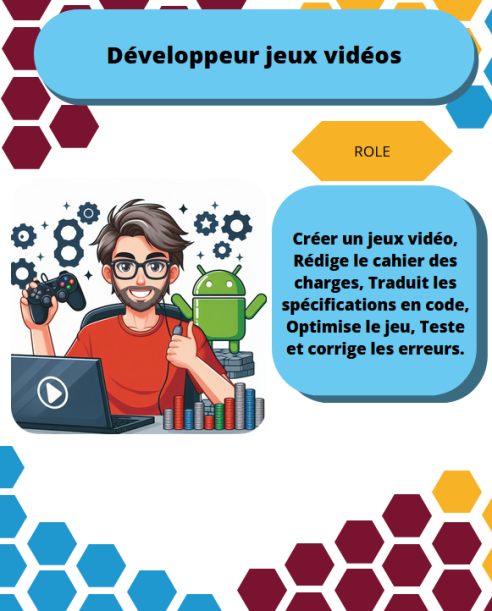 Développeur jeux vidéos
ROLE
Créer un jeux vidéo,
Rédige le cahier des
charges, Traduit les
spécifications en code,
Optimise le jeu, Teste
et corrige les erreurs.